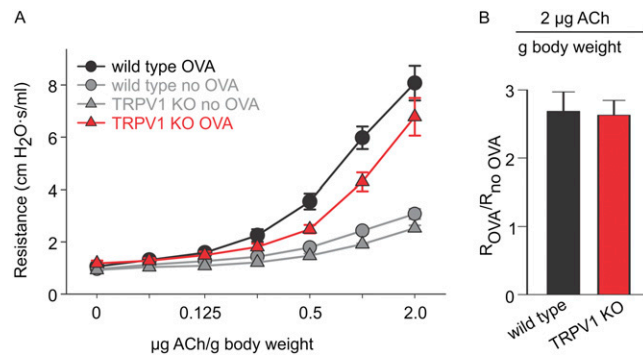 A
wild type OVA
wild type no OVA
TRPV1 KO no OVA
TRPV1 KO OVA
Resistance (cm H2O·s/ml)
8
6
4
2
0
0
0.125
0.5
2.0
µg ACh/g body weight
B
2 µg ACh
g body weight
ROVA/Rno OVA
3
2
1
0
wild type
TRPV1 KO